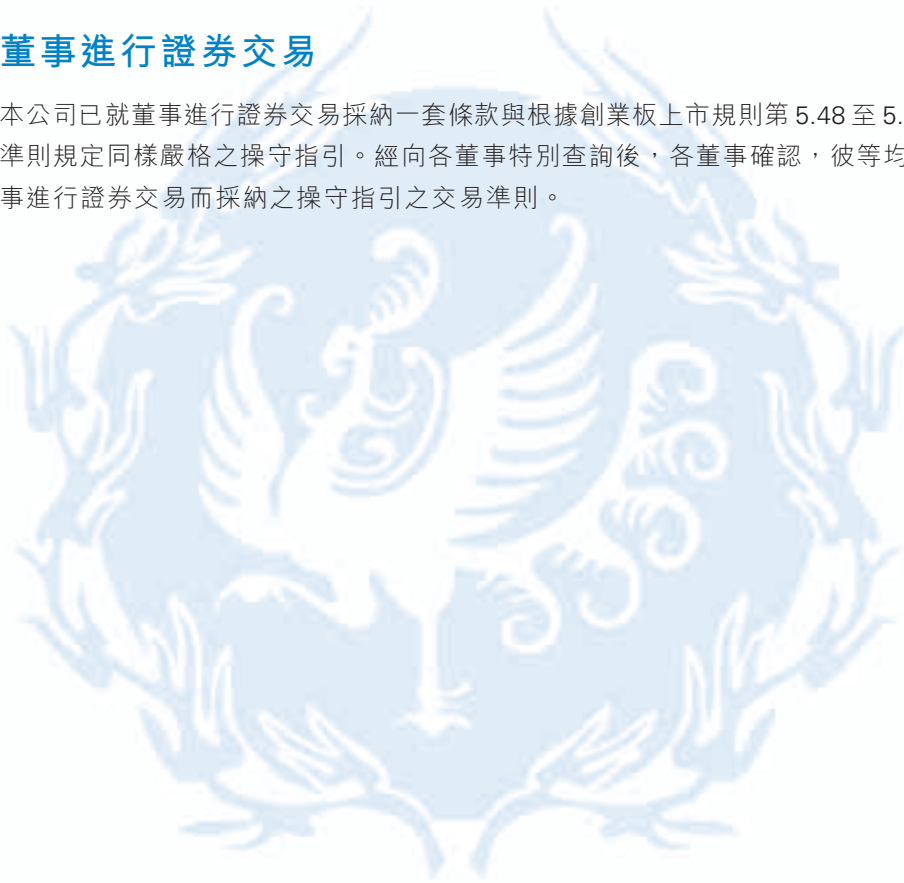 董事進行證券交易
本公司已就董事進行證券交易採納一套條款與根據創業板上市規則第 5.48 至 5.
準則規定同樣嚴格之操守指引。經向各董事特別查詢後，各董事確認，彼等均
事進行證券交易而採納之操守指引之交易準則。